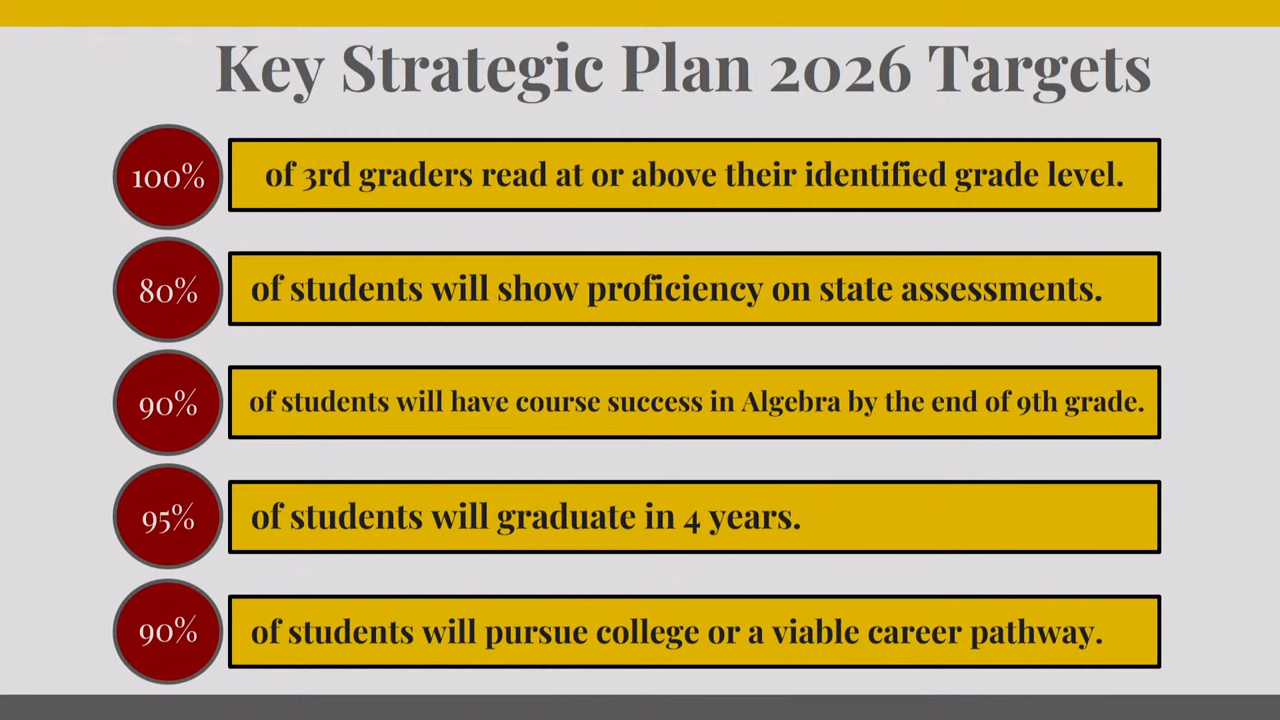 Key Strategic Plan 2026 Targets
100%
of 3rd graders read at or above their identified grade level.
80%
of students will show proficiency on state assessments.
90%
of students will have course success in Algebra by the end of 9th grade.
95%
of students will graduate in 4 years.
90%
of students will pursue college or a viable career pathway.